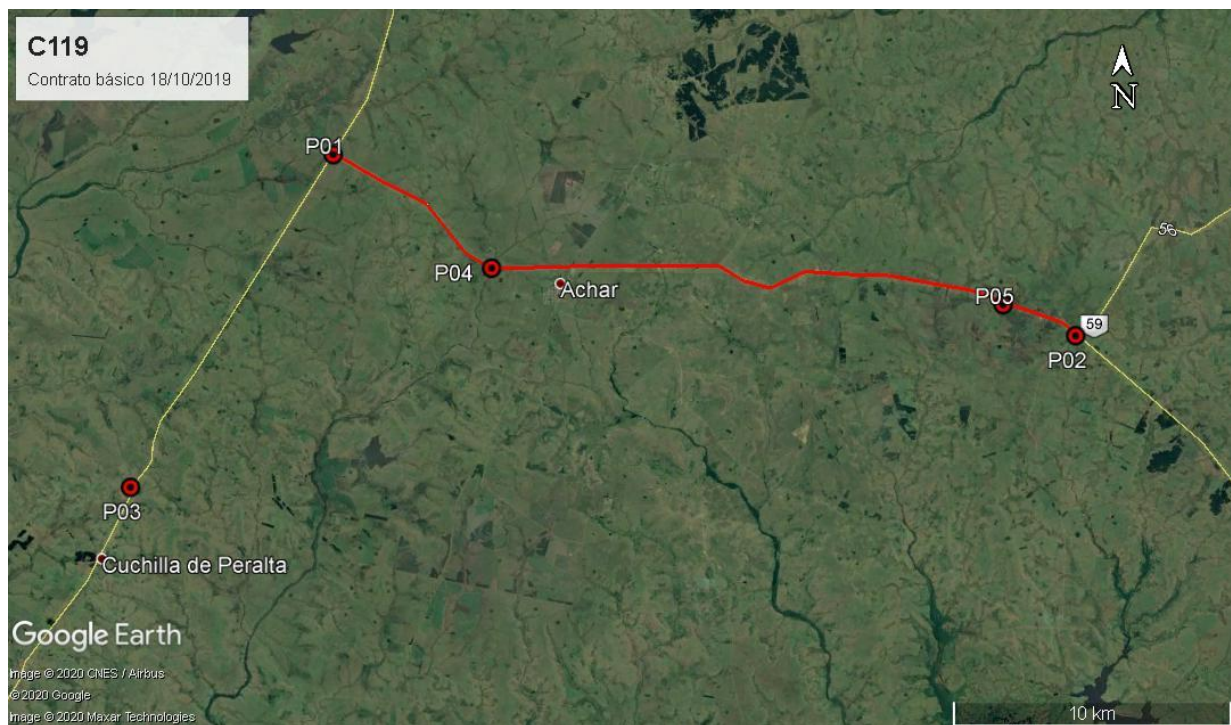 C119
Contrato básico 18/10/2019
N
P01
56
P04
Achar
P05
59
P02
P03
Cuchilla de Peralta
Google Earth
Image © 2020 CNES / Airbus
© 2020 Google
Image © 2020 Maxar Technologies
10 km